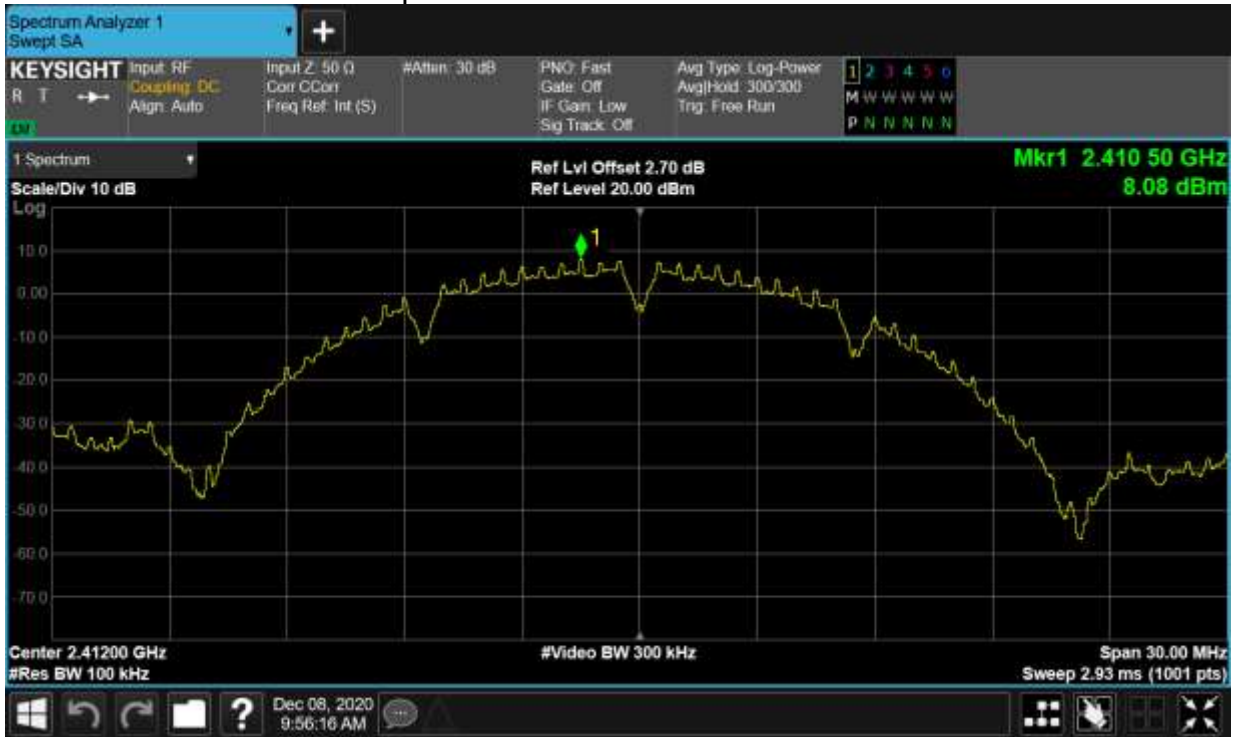 Spectrum Analyzer 1
Swept SA
+
KEYSIGHT
R T
Input: RF
Coupling: DC
Align: Auto
Input Z: 50 Ω
Corr CCorr
Freq Ref: Int (S)
#Atten: 30 dB
PNO: Fast
Gate: Off
IF Gain: Low
Sig Track: Off
Avg Type: Log-Power
Avg|Hold: 300/300
Trig: Free Run
1 2 3 4 5 6
M W W W W W
P N N N N N
1 Spectrum
Scale/Div 10 dB
Ref Lvl Offset 2.70 dB
Ref Level 20.00 dBm
Mkr1 2.410 50 GHz
8.08 dBm
Log
1
10.0
0.00
-10.0
-20.0
-30.0
-40.0
-50.0
-60.0
-70.0
Center 2.41200 GHz
#Video BW 300 kHz
Span 30.00 MHz
#Res BW 100 kHz
Sweep 2.93 ms (1001 pts)
?
Dec 08, 2020
9:56:16 AM